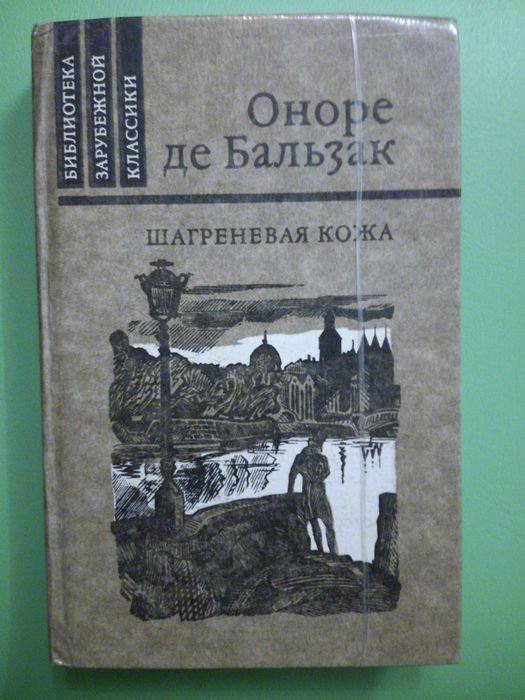 БИБЛИОТЕКА
ЗАРУБЕЖНОЙ
КЛАССИКИ
Оноре
де Бальзак
ШАГРЕНЕВАЯ КОЖА